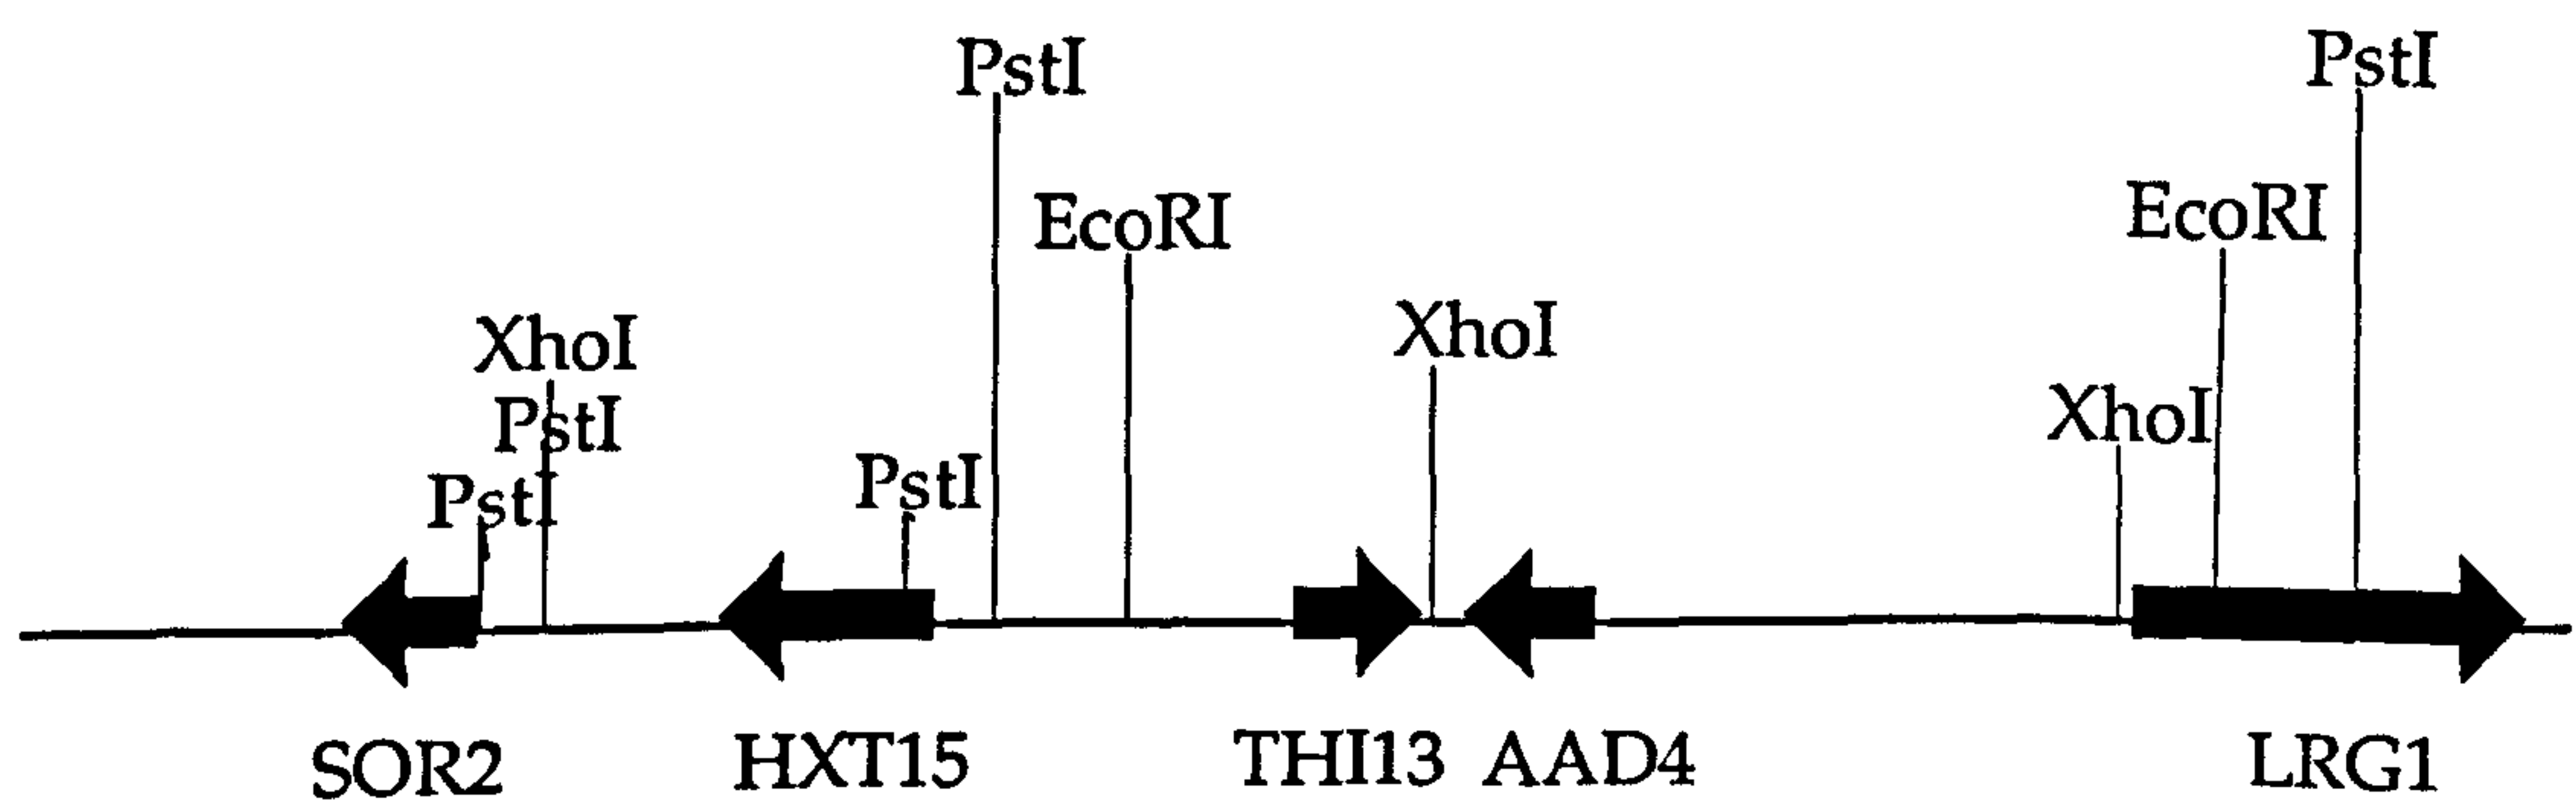 PstI
PstI
EcoRI
EcoRI
XhoI
XhoI
PstI
XhoI
PstI
PstI
SOR2
HXT15
THI13
AAD4
LRG1